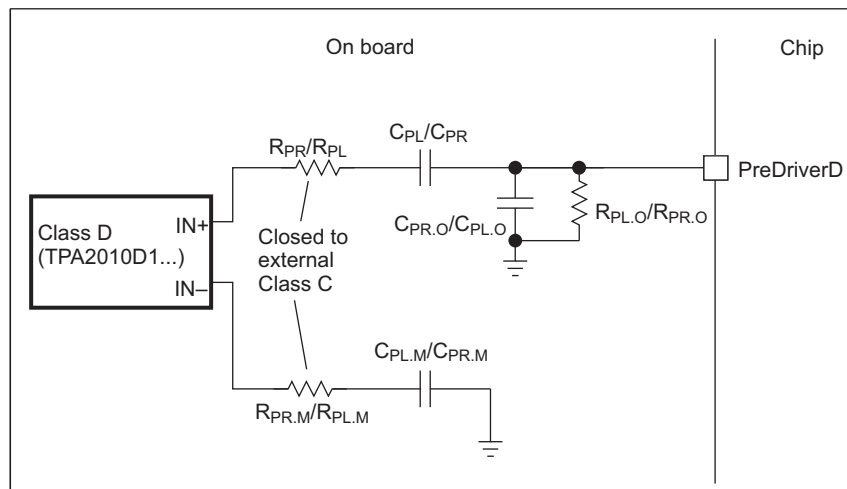 On board
Chip
R_PR/R_PL
C_PL/C_PR
PreDriverD
IN+
Class D
(TPA2010D1...)
IN–
Closed to
external
Class C
C_PR.O/C_PL.O
R_PL.O/R_PR.O
C_PL.M/C_PR.M
R_PR.M/R_PL.M